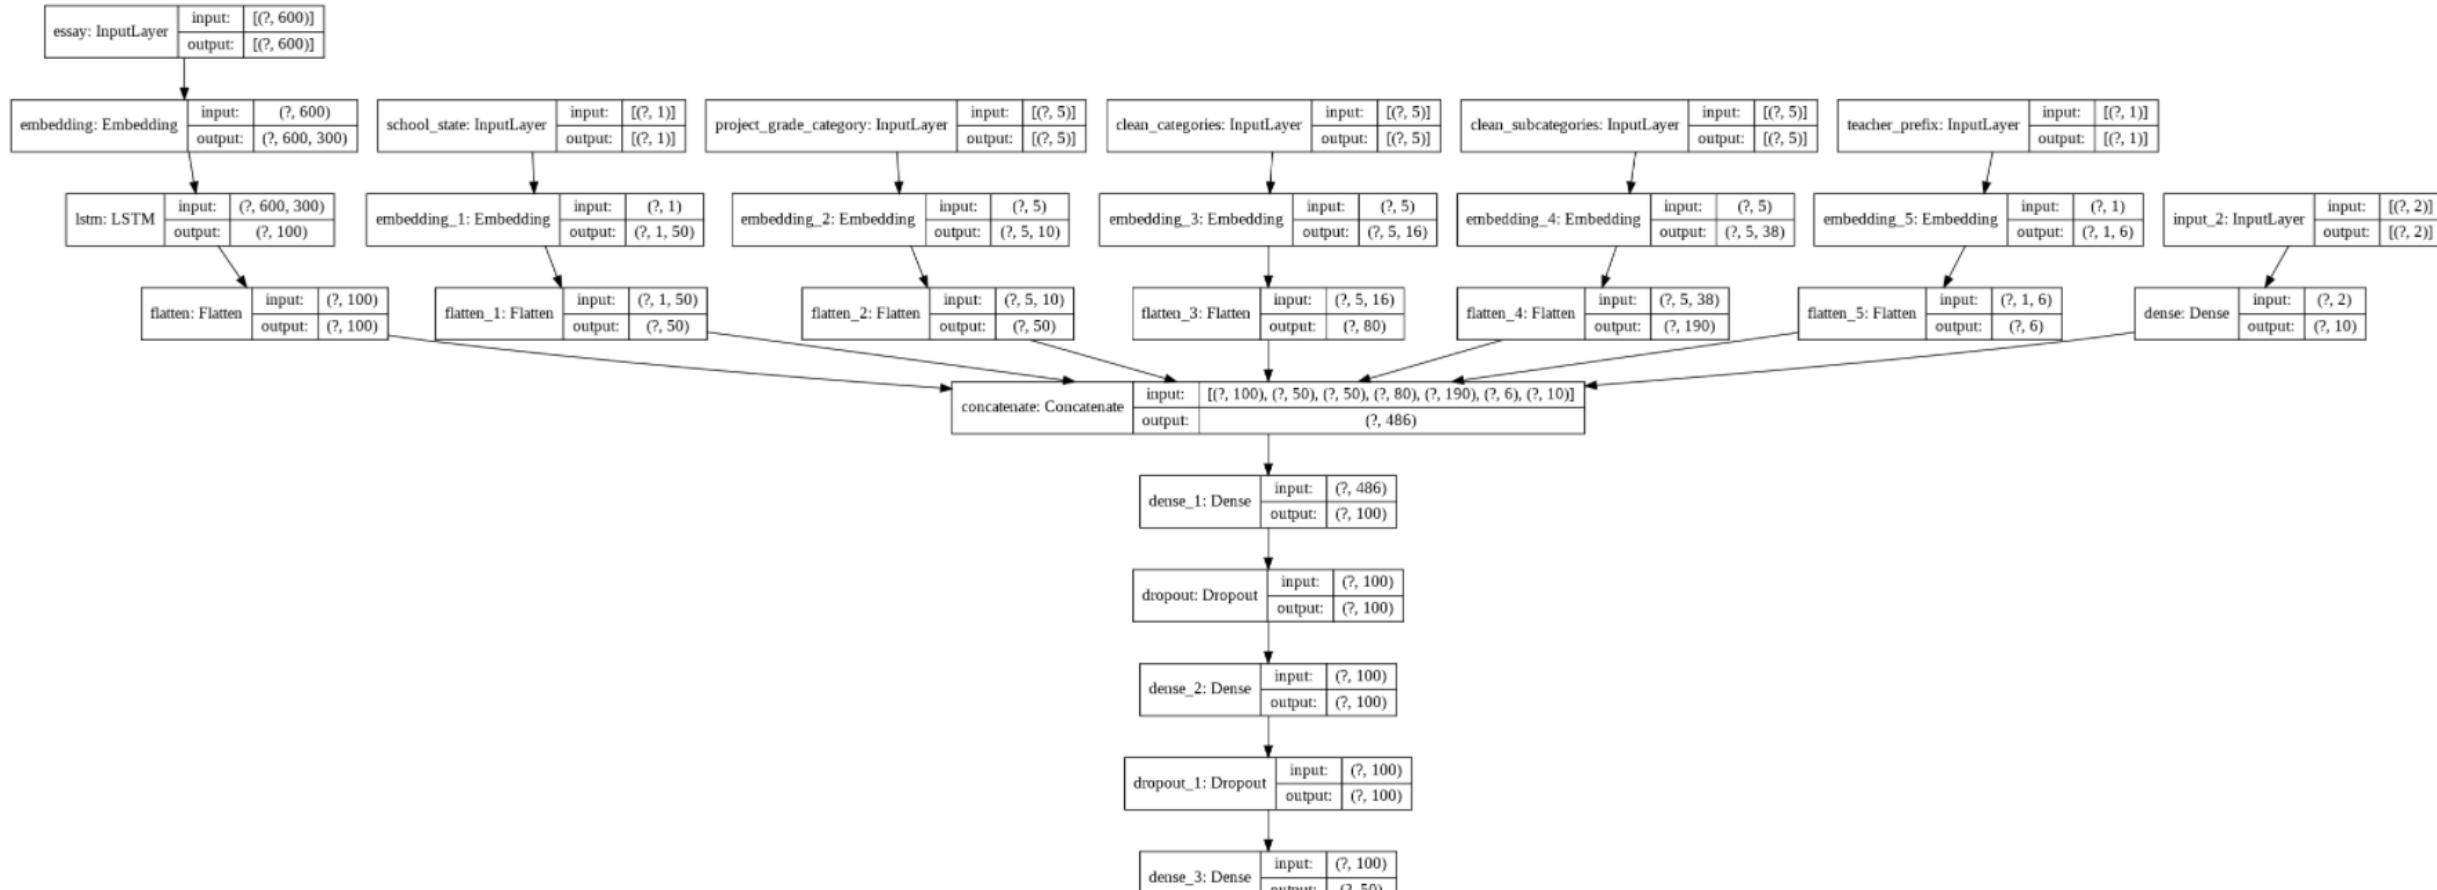 essay: InputLayer input: [(?, 600)]
output: [(?, 600)]
embedding: Embedding input: (?, 600)
output: (?, 600, 300)
school_state: InputLayer input: [(?, 1)]
output: [(?, 1)]
project_grade_category: InputLayer input: [(?, 5)]
output: [(?, 5)]
clean_categories: InputLayer input: [(?, 5)]
output: [(?, 5)]
clean_subcategories: InputLayer input: [(?, 5)]
output: [(?, 5)]
teacher_prefix: InputLayer input: [(?, 1)]
output: [(?, 1)]
lstm: LSTM input: (?, 600, 300)
output: (?, 100)
embedding_1: Embedding input: (?, 1)
output: (?, 1, 50)
embedding_2: Embedding input: (?, 5)
output: (?, 5, 10)
embedding_3: Embedding input: (?, 5)
output: (?, 5, 16)
embedding_4: Embedding input: (?, 5)
output: (?, 5, 38)
embedding_5: Embedding input: (?, 1)
output: (?, 1, 6)
input_2: InputLayer input: [(?, 2)]
output: [(?, 2)]
flatten: Flatten input: (?, 100)
output: (?, 100)
flatten_1: Flatten input: (?, 1, 50)
output: (?, 50)
flatten_2: Flatten input: (?, 5, 10)
output: (?, 50)
flatten_3: Flatten input: (?, 5, 16)
output: (?, 80)
flatten_4: Flatten input: (?, 5, 38)
output: (?, 190)
flatten_5: Flatten input: (?, 1, 6)
output: (?, 6)
dense: Dense input: (?, 2)
output: (?, 10)
concatenate: Concatenate input: [(?, 100), (?, 50), (?, 50), (?, 80), (?, 190), (?, 6), (?, 10)]
output: (?, 486)
dense_1: Dense input: (?, 486)
output: (?, 100)
dropout: Dropout input: (?, 100)
output: (?, 100)
dense_2: Dense input: (?, 100)
output: (?, 100)
dropout_1: Dropout input: (?, 100)
output: (?, 100)
dense_3: Dense input: (?, 100)
output: (?, 50)